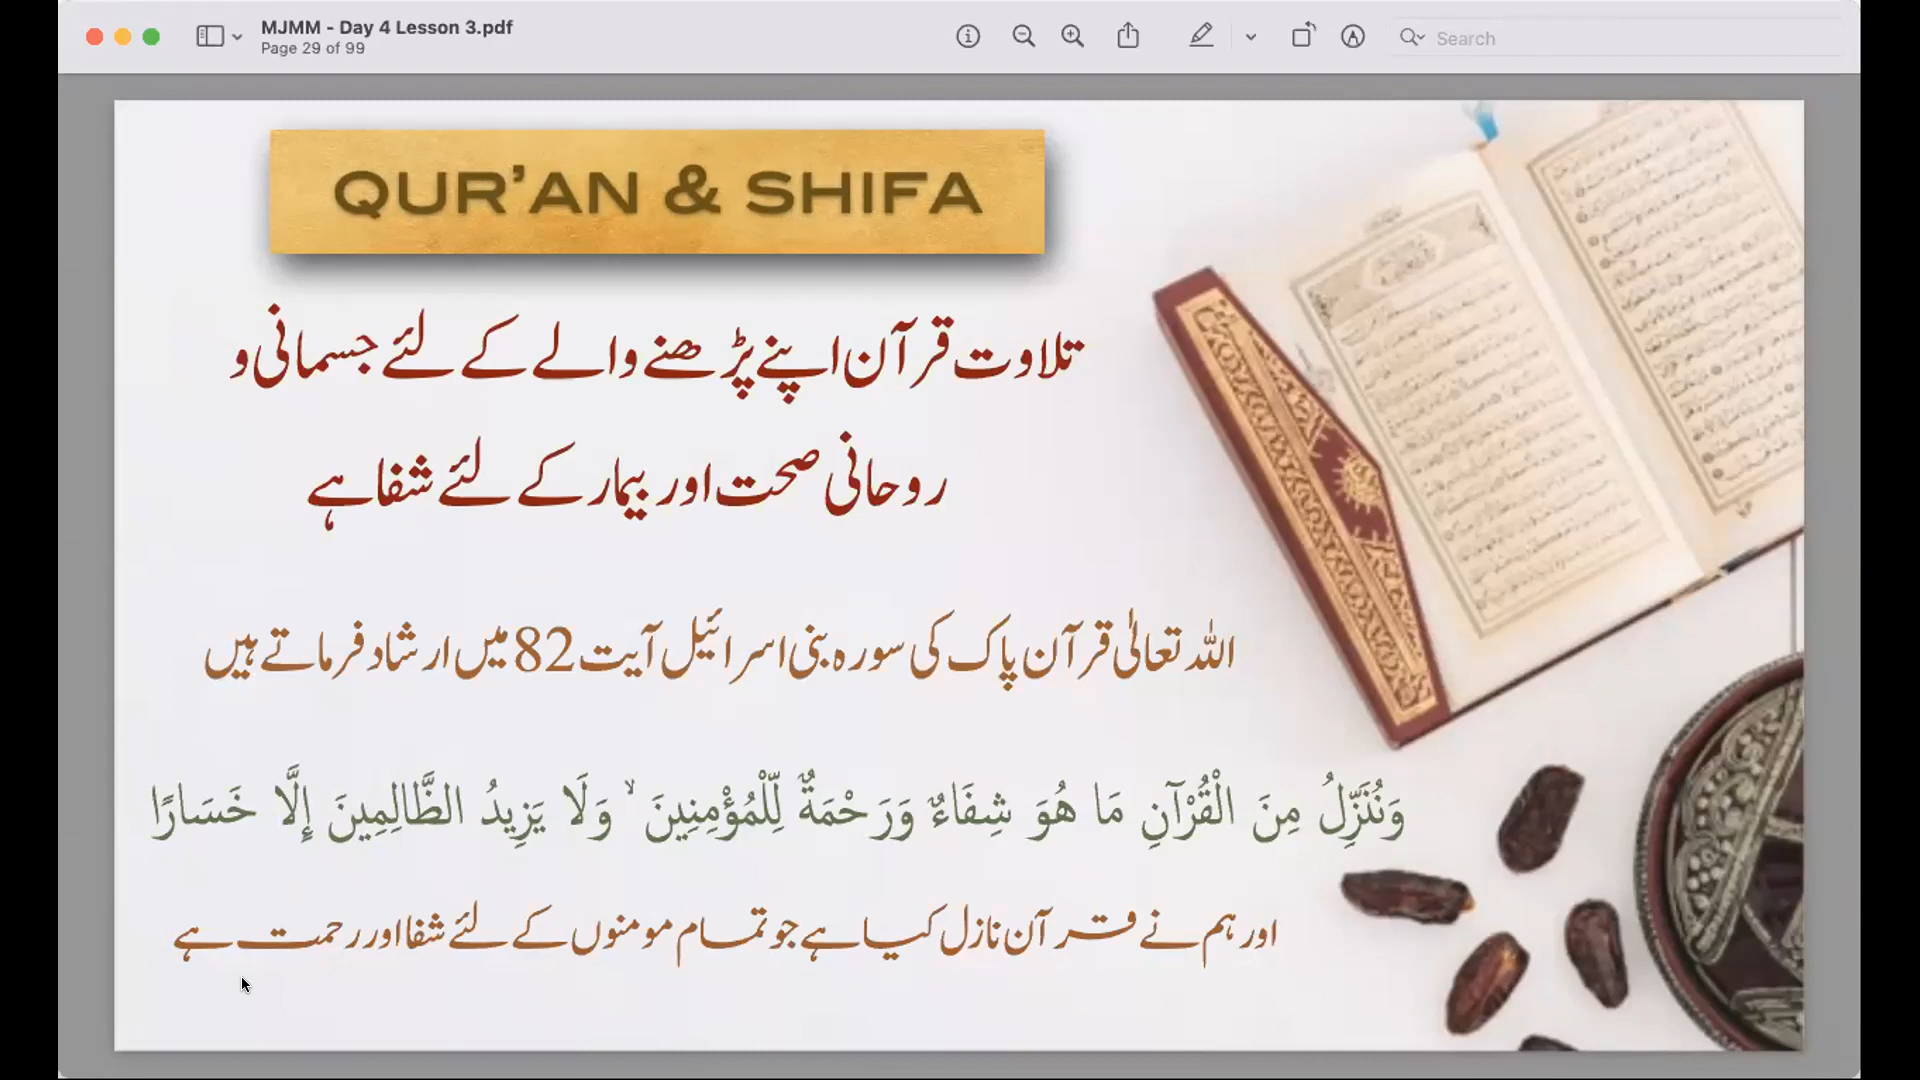 MJMM - Day 4 Lesson 3.pdf
Page 29 of 99
Search
QUR'AN & SHIFA
تلاوت قرآن اپنے پڑھنے والے کے لئے جسمانی و
روحانی صحت اور بیمار کے لئے شفا ہے
اللہ تعالیٰ قرآن پاک کی سورہ بنی اسرائیل آیت 82 میں ارشاد فرماتے ہیں
وَنُنَزِّلُ مِنَ الْقُرْآنِ مَا هُوَ شِفَاءٌ وَرَحْمَةٌ لِّلْمُؤْمِنِينَ ۙ وَلَا يَزِيدُ الظَّالِمِينَ إِلَّا خَسَارًا
اور ہم نے قرآن نازل کیا ہے جو تمام مومنوں کے لئے شفا اور رحمت ہے